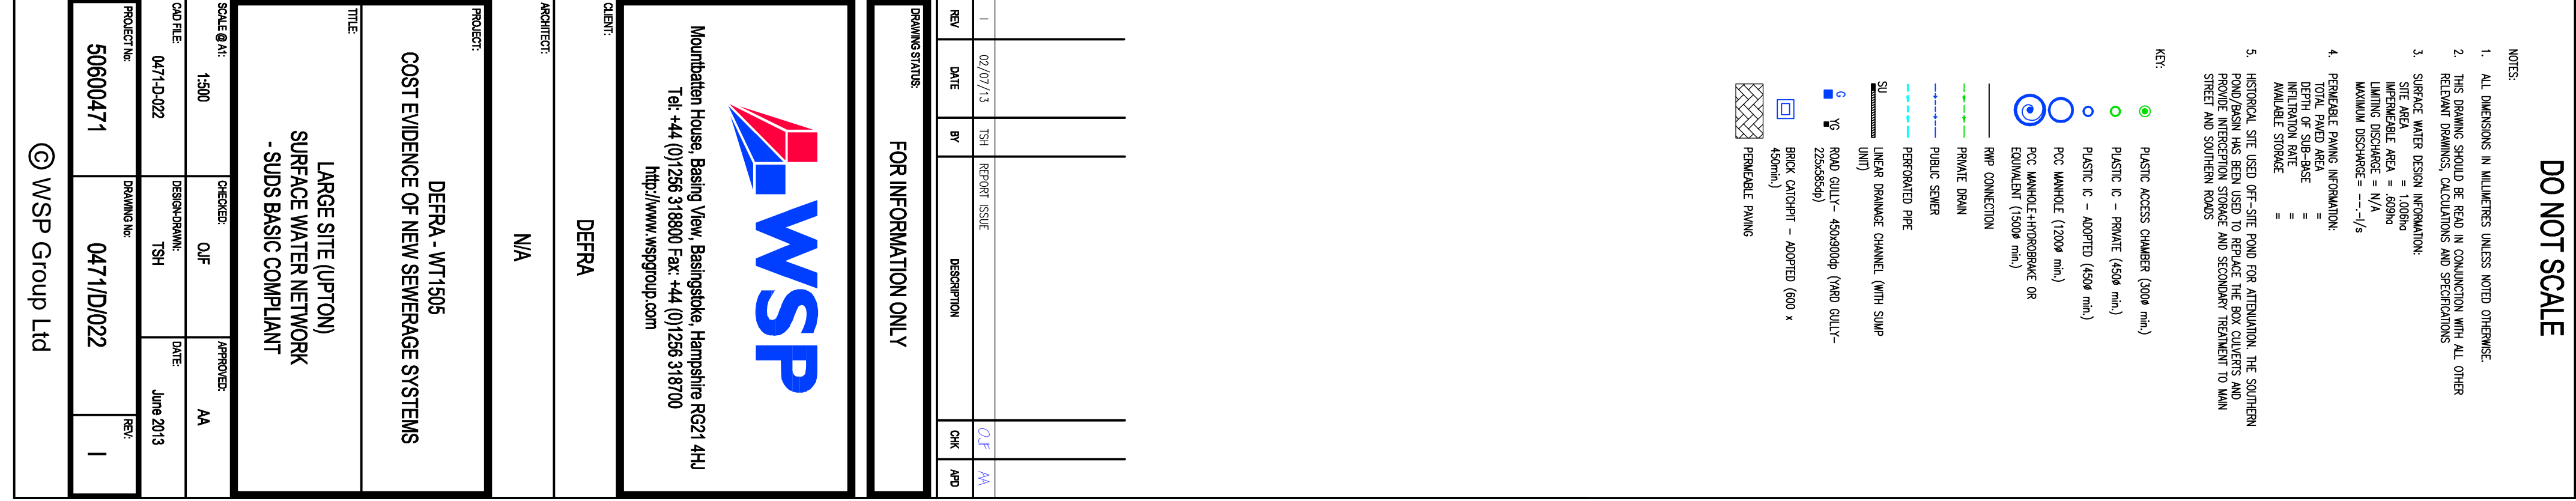 DO NOT SCALE
NOTES:
1. ALL DIMENSIONS IN MILLIMETRES UNLESS NOTED OTHERWISE.
2. THIS DRAWING SHOULD BE READ IN CONJUNCTION WITH ALL OTHER
RELEVANT DRAWINGS, CALCULATIONS AND SPECIFICATIONS
3. SURFACE WATER DESIGN INFORMATION:
SITE AREA = 1.006ha
IMPERMEABLE AREA = .609ha
LIMITING DISCHARGE = N/A
MAXIMUM DISCHARGE= --.-l/s
4. PERMEABLE PAVING INFORMATION:
TOTAL PAVED AREA =
DEPTH OF SUB-BASE =
INFILTRATION RATE =
AVAILABLE STORAGE =
5. HISTORICAL SITE USED OFF-SITE POND FOR ATTENUATION. THE SOUTHERN
POND/BASIN HAS BEEN USED TO REPLACE THE BOX CULVERTS AND
PROVIDE INTERCEPTION STORAGE AND SECONDARY TREATMENT TO MAIN
STREET AND SOUTHERN ROADS
KEY:
PLASTIC ACCESS CHAMBER (300ø min.)
PLASTIC IC - PRIVATE (450ø min.)
PLASTIC IC - ADOPTED (450ø min.)
PCC MANHOLE (1200ø min.)
PCC MANHOLE+HYDROBRAKE OR
EQUIVALENT (1500ø min.)
RWP CONNECTION
PRIVATE DRAIN
PUBLIC SEWER
PERFORATED PIPE
SU LINEAR DRAINAGE CHANNEL (WITH SUMP
UNIT)
G YG ROAD GULLY- 450x900dp (YARD GULLY-
225x585dp)
BRICK CATCHPIT - ADOPTED (600 x
450min.)
PERMEABLE PAVING
I 02/07/13 TSH REPORT ISSUE OJF AA
REV DATE BY DESCRIPTION CHK APD
DRAWING STATUS:
FOR INFORMATION ONLY
WSP
Mountbatten House, Basing View, Basingstoke, Hampshire RG21 4HJ
Tel: +44 (0)1256 318800 Fax: +44 (0)1256 318700
http://www.wspgroup.com
CLIENT:
DEFRA
ARCHITECT:
N/A
PROJECT:
DEFRA - WT1505
COST EVIDENCE OF NEW SEWERAGE SYSTEMS
TITLE:
LARGE SITE (UPTON)
SURFACE WATER NETWORK
- SUDS BASIC COMPLIANT
SCALE @ A1: 1:500 CHECKED: OJF APPROVED: AA
CAD FILE: 0471-D-022 DESIGN-DRAWN: TSH DATE: June 2013
PROJECT No: 50600471 DRAWING No: 0471/D/022 REV: I
© WSP Group Ltd